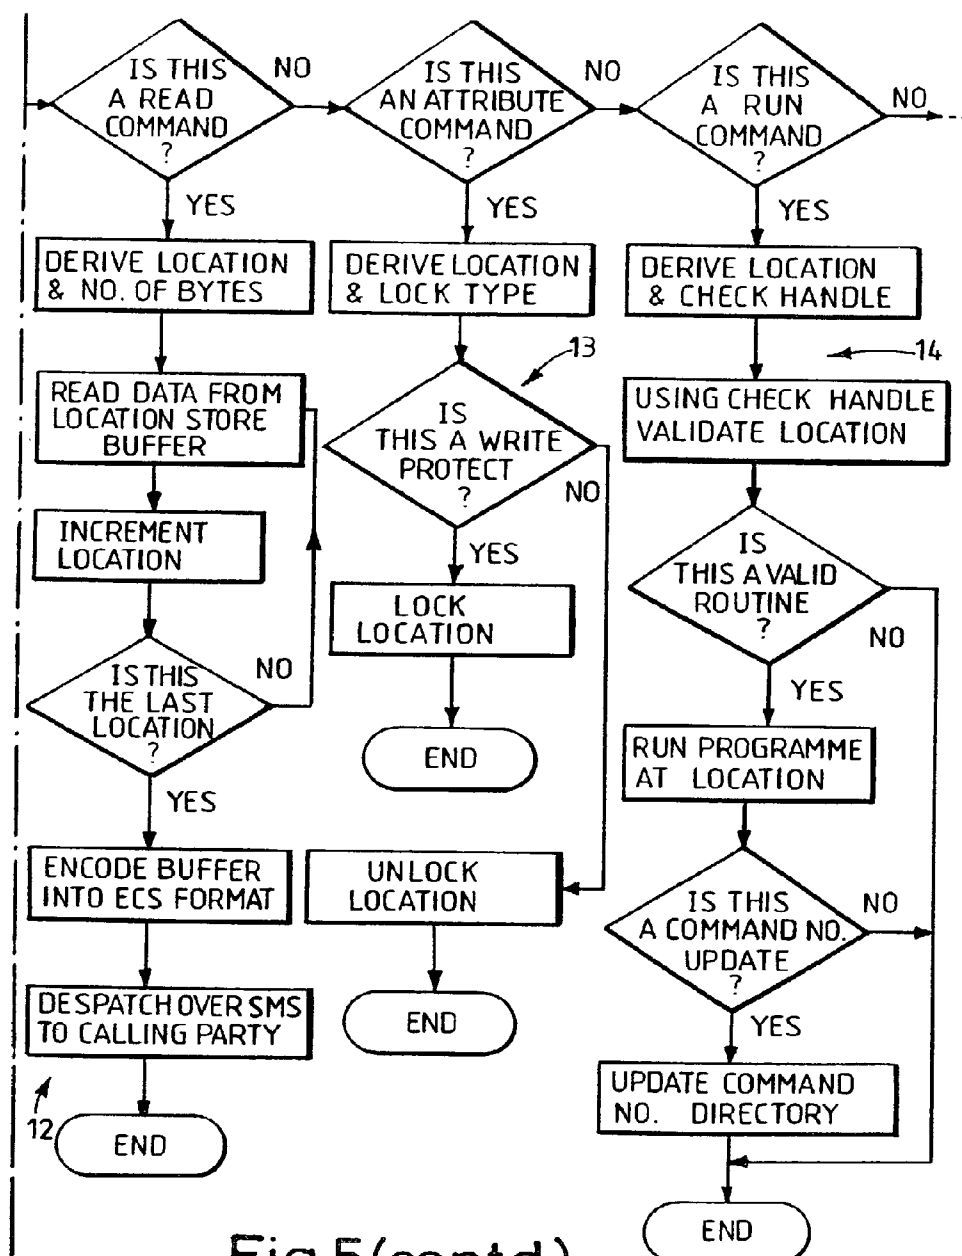 IS THIS
A READ
COMMAND
?
NO
YES
DERIVE LOCATION
& NO. OF BYTES
READ DATA FROM
LOCATION STORE
BUFFER
INCREMENT
LOCATION
IS THIS
THE LAST
LOCATION
?
NO
YES
ENCODE BUFFER
INTO ECS FORMAT
DESPATCH OVER SMS
TO CALLING PARTY
12
END
IS THIS
AN ATTRIBUTE
COMMAND
?
NO
YES
DERIVE LOCATION
& LOCK TYPE
13
IS
THIS A WRITE
PROTECT
?
NO
YES
LOCK
LOCATION
END
UNLOCK
LOCATION
END
IS THIS
A RUN
COMMAND
?
NO
YES
DERIVE LOCATION
& CHECK HANDLE
14
USING CHECK HANDLE
VALIDATE LOCATION
IS
THIS A VALID
ROUTINE
?
NO
YES
RUN PROGRAMME
AT LOCATION
IS THIS
A COMMAND NO.
UPDATE
?
NO
YES
UPDATE COMMAND
NO. DIRECTORY
END
Fig.5(contd.)